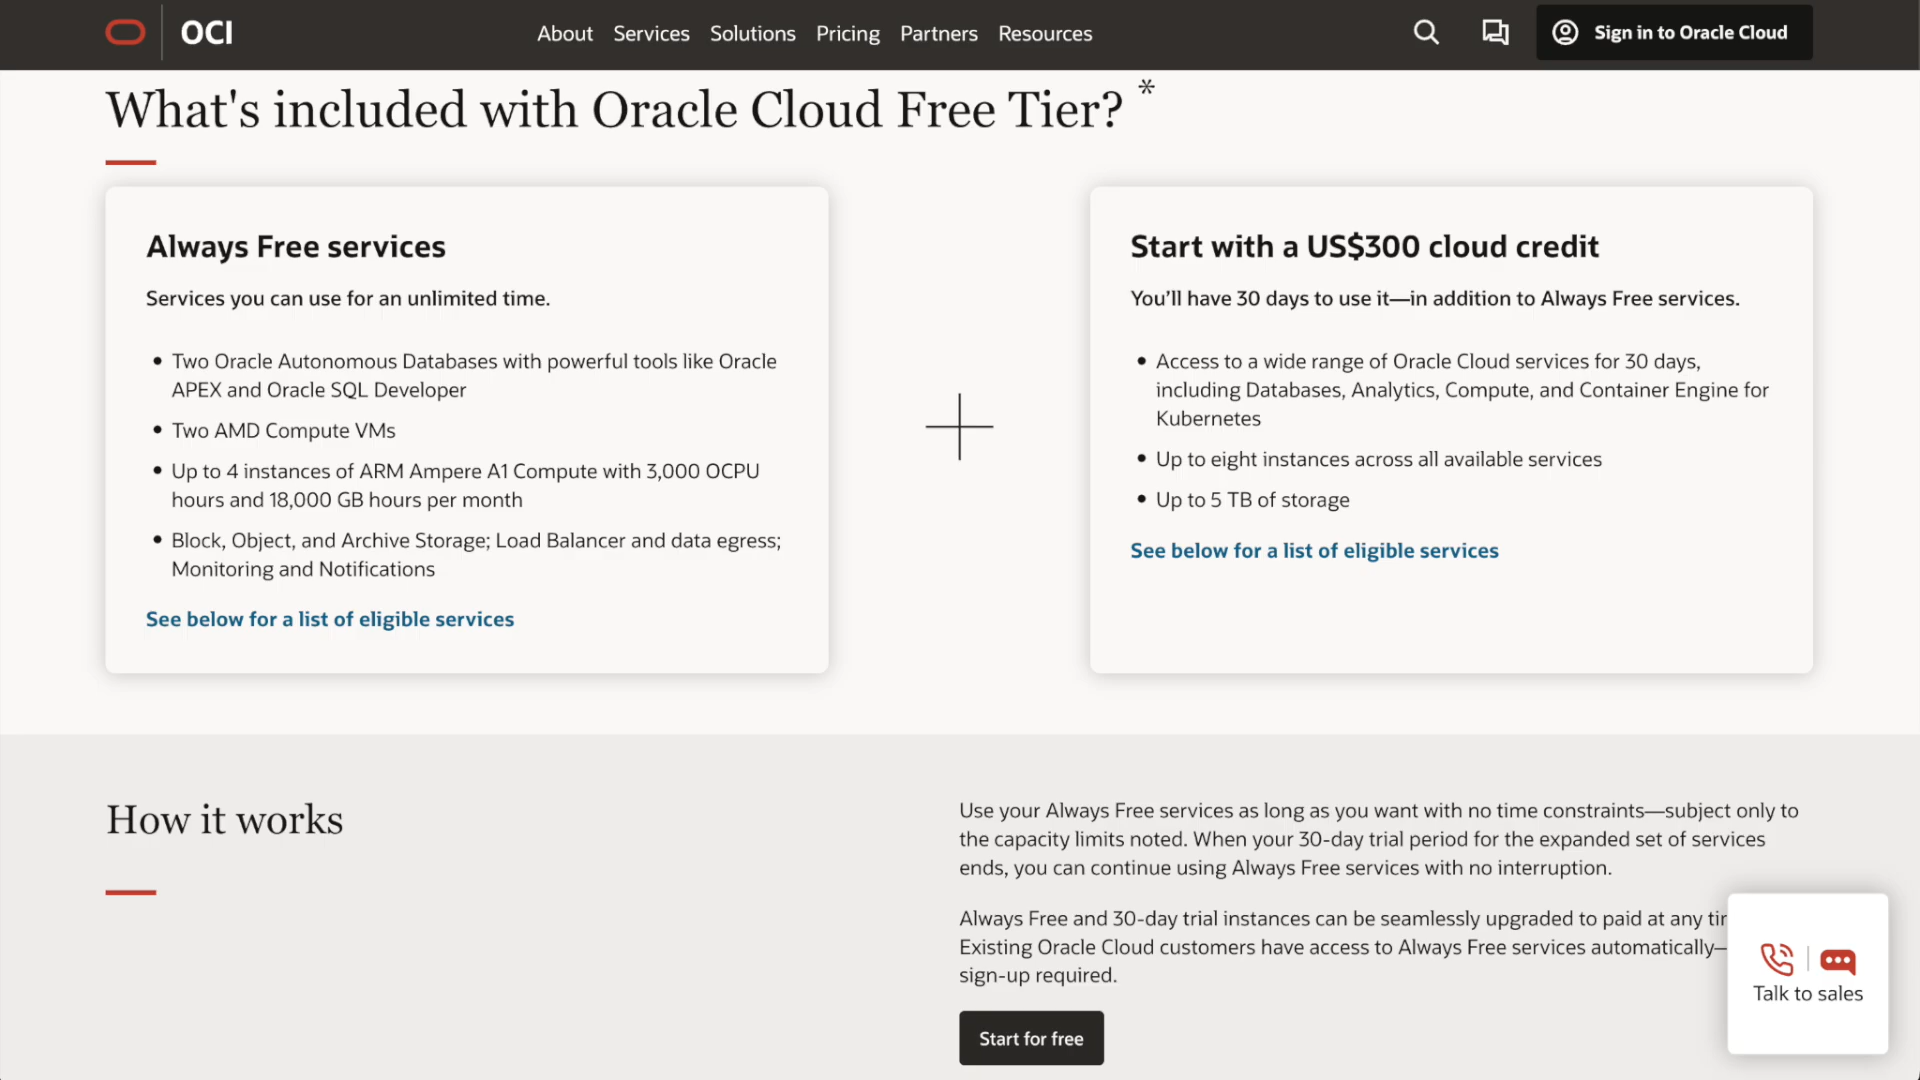 OCI
About Services Solutions Pricing Partners Resources
Sign in to Oracle Cloud
What's included with Oracle Cloud Free Tier? *
Always Free services
Services you can use for an unlimited time.
• Two Oracle Autonomous Databases with powerful tools like Oracle
APEX and Oracle SQL Developer
• Two AMD Compute VMs
• Up to 4 instances of ARM Ampere A1 Compute with 3,000 OCPU
hours and 18,000 GB hours per month
• Block, Object, and Archive Storage; Load Balancer and data egress;
Monitoring and Notifications
See below for a list of eligible services
Start with a US$300 cloud credit
You’ll have 30 days to use it—in addition to Always Free services.
• Access to a wide range of Oracle Cloud services for 30 days,
including Databases, Analytics, Compute, and Container Engine for
Kubernetes
• Up to eight instances across all available services
• Up to 5 TB of storage
See below for a list of eligible services
How it works
Use your Always Free services as long as you want with no time constraints—subject only to
the capacity limits noted. When your 30-day trial period for the expanded set of services
ends, you can continue using Always Free services with no interruption.
Always Free and 30-day trial instances can be seamlessly upgraded to paid at any
Existing Oracle Cloud customers have access to Always Free services automatically—
sign-up required.
Start for free
Talk to sales